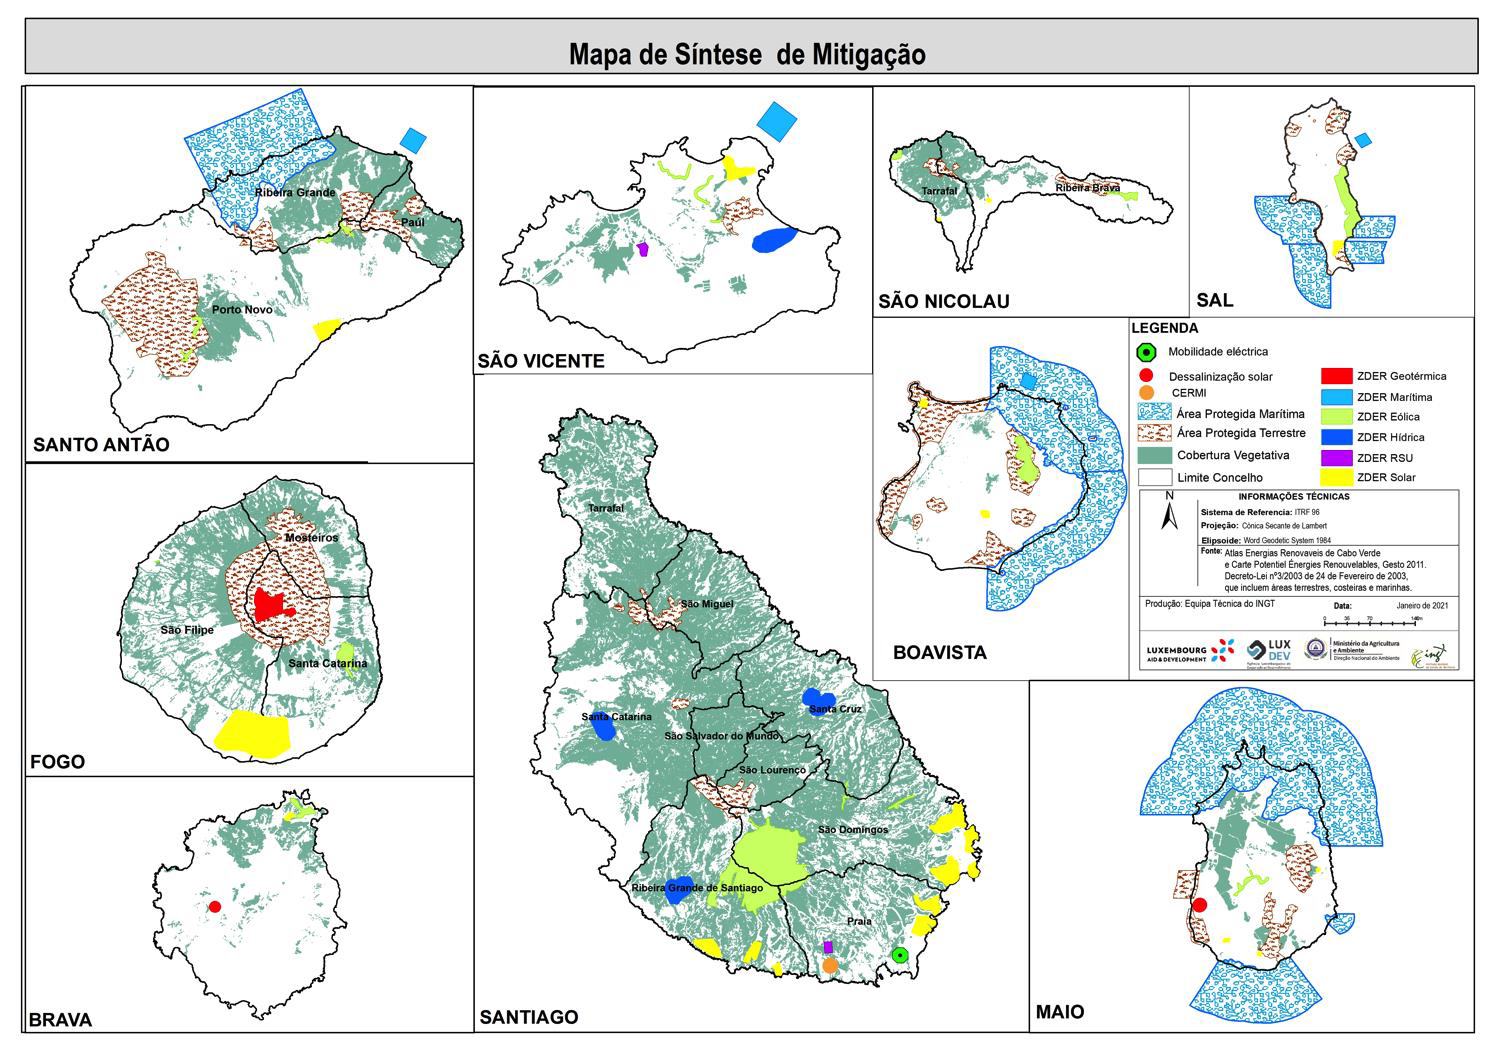 Mapa de Síntese de Mitigação
Ribeira Grande
Paúl
Porto Novo
SANTO ANTÃO
SÃO VICENTE
Tarrafal
Ribeira Brava
SÃO NICOLAU
SAL
LEGENDA
Mobilidade eléctrica
Dessalinização solar
CERMI
Área Protegida Marítima
Área Protegida Terrestre
Cobertura Vegetativa
Limite Concelho
ZDER Geotérmica
ZDER Marítima
ZDER Eólica
ZDER Hídrica
ZDER RSU
ZDER Solar
N
INFORMAÇÕES TÉCNICAS
Sistema de Referencia: ITRF 96
Projeção: Cónica Secante de Lambert
Elipsoide: Word Geodetic System 1984
Fonte: Atlas Energias Renovaveis de Cabo Verde
e Carte Potentiel Énergies Renouvelables, Gesto 2011.
Decreto-Lei nº3/2003 de 24 de Fevereiro de 2003,
que incluem áreas terrestres, costeiras e marinhas.
Produção: Equipa Técnica do INGT
Data: Janeiro de 2021
0 35 70
LUXEMBOURG
AID & DEVELOPMENT
LUX
DEV
Ministério da Agricultura
e Ambiente
Direção Nacional do Ambiente
BOAVISTA
Mosteiros
São Filipe
Santa Catarina
FOGO
BRAVA
Tarrafal
São Miguel
Santa Catarina
Santa Cruz
São Salvador do Mundo
São Lourenço
São Domingos
Ribeira Grande de Santiago
Praia
SANTIAGO
MAIO